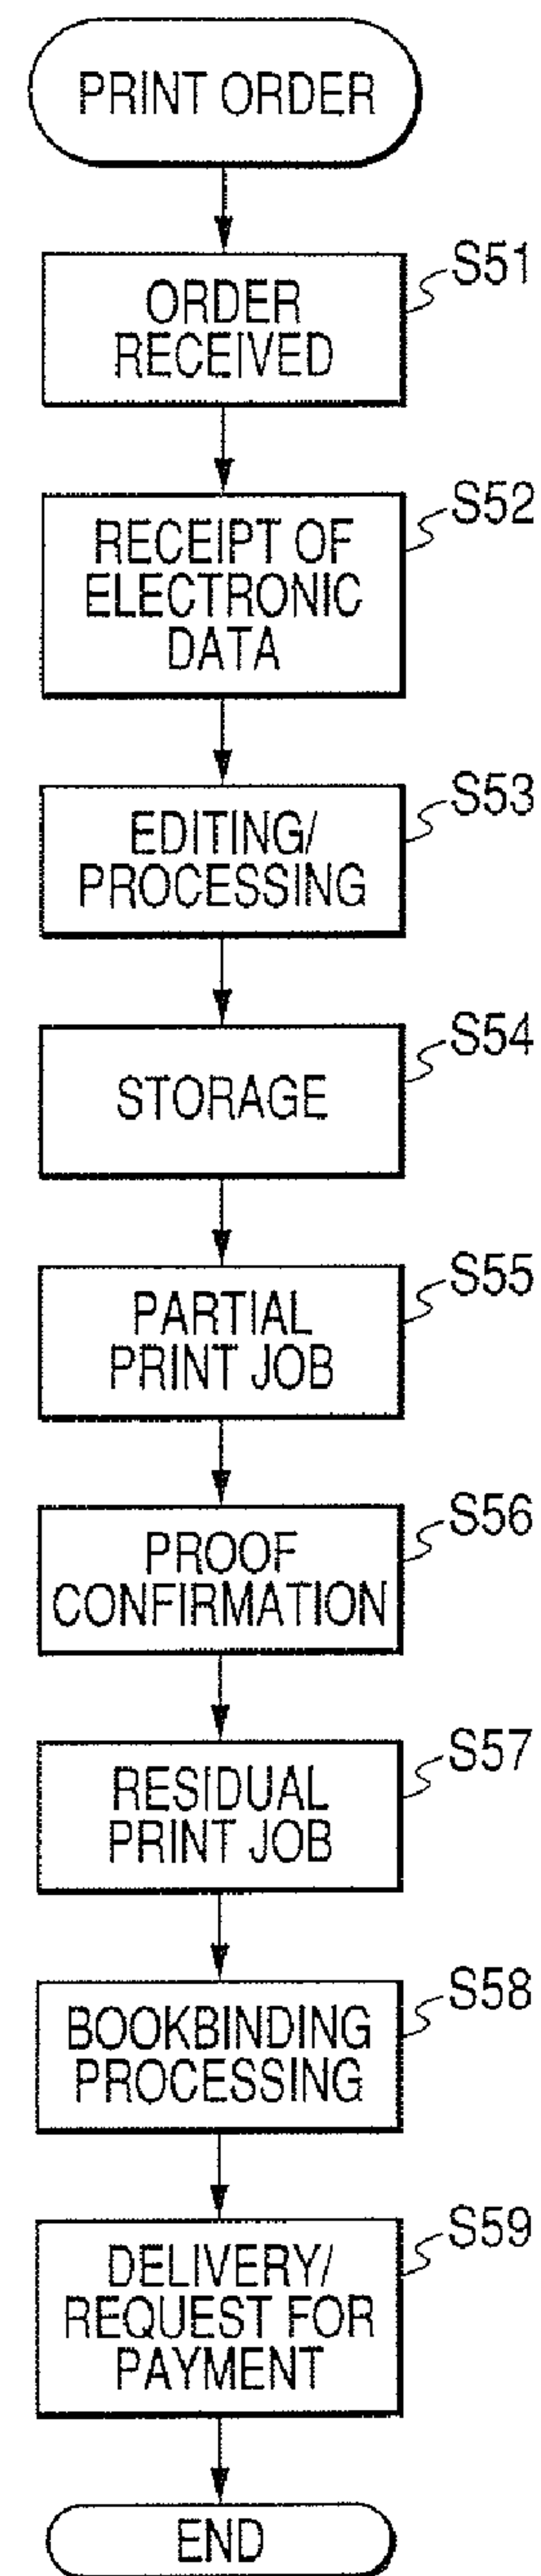 PRINT ORDER
S51
ORDER
RECEIVED
S52
RECEIPT OF
ELECTRONIC
DATA
S53
EDITING/
PROCESSING
S54
STORAGE
S55
PARTIAL
PRINT JOB
S56
PROOF
CONFIRMATION
S57
RESIDUAL
PRINT JOB
S58
BOOKBINDING
PROCESSING
S59
DELIVERY/
REQUEST FOR
PAYMENT
END